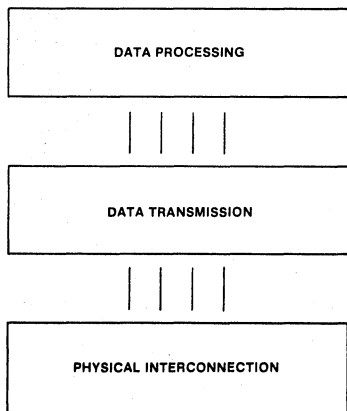 DATA PROCESSING
DATA TRANSMISSION
PHYSICAL INTERCONNECTION